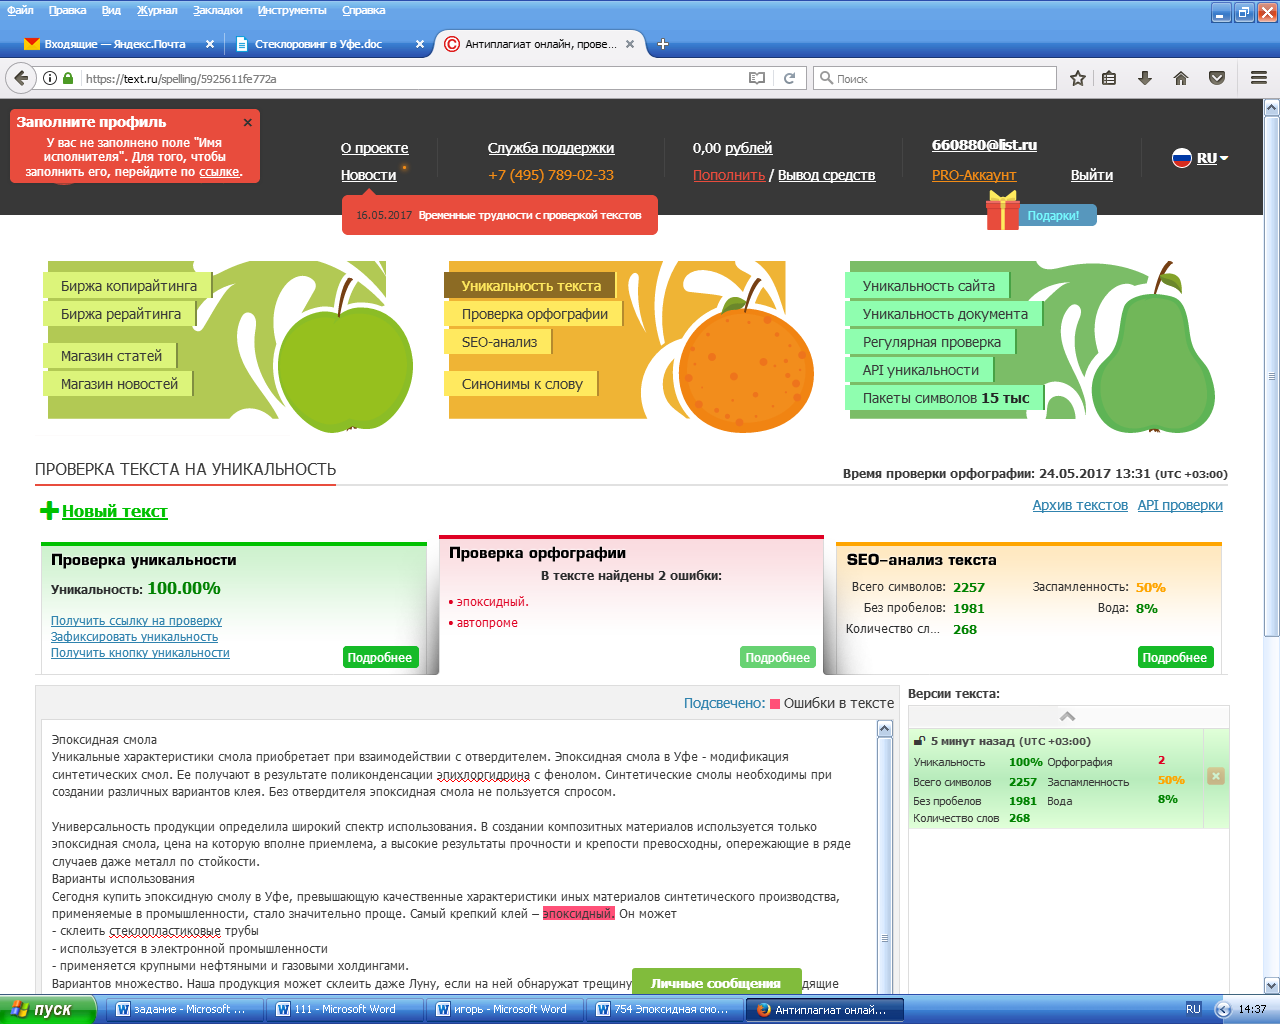 Файл Правка Вид Журнал Закладки Инструменты Справка
Входящие — Яндекс.Почта
Стеклоровинг в Уфе.doc
Антиплагиат онлайн, прове...
https://text.ru/spelling/5925611fe772a
Поиск
Заполните профиль
У вас не заполнено поле "Имя
исполнителя". Для того, чтобы
заполнить его, перейдите по ссылке.
О проекте
Новости
Служба поддержки
+7 (495) 789-02-33
0,00 рублей
Пополнить / Вывод средств
660880@list.ru
PRO-Аккаунт
Выйти
RU
16.05.2017 Временные трудности с проверкой текстов
Подарки!
Биржа копирайтинга
Биржа рерайтинга
Магазин статей
Магазин новостей
Уникальность текста
Проверка орфографии
SEO-анализ
Синонимы к слову
Уникальность сайта
Уникальность документа
Регулярная проверка
API уникальности
Пакеты символов 15 тыс
ПРОВЕРКА ТЕКСТА НА УНИКАЛЬНОСТЬ
Время проверки орфографии: 24.05.2017 13:31 (UTC +03:00)
Новый текст
Архив текстов API проверки
Проверка уникальности
Уникальность: 100.00%
Получить ссылку на проверку
Зафиксировать уникальность
Получить кнопку уникальности
Подробнее
Проверка орфографии
В тексте найдены 2 ошибки:
• эпоксидный.
• автопроме
Подробнее
SEO-анализ текста
Всего символов: 2257 Заспамленность: 50%
Без пробелов: 1981 Вода: 8%
Количество сл... 268
Подробнее
Подсвечено: Ошибки в тексте
Эпоксидная смола
Уникальные характеристики смола приобретает при взаимодействии с отвердителем. Эпоксидная смола в Уфе - модификация
синтетических смол. Ее получают в результате поликонденсации эпихлоргидрина с фенолом. Синтетические смолы необходимы при
создании различных вариантов клея. Без отвердителя эпоксидная смола не пользуется спросом.
Универсальность продукции определила широкий спектр использования. В создании композитных материалов используется только
эпоксидная смола, цена на которую вполне приемлема, а высокие результаты прочности и крепости превосходны, опережающие в ряде
случаев даже металл по стойкости.
Варианты использования
Сегодня купить эпоксидную смолу в Уфе, превышающую качественные характеристики иных материалов синтетического производства,
применяемые в промышленности, стало значительно проще. Самый крепкий клей – эпоксидный. Он может
- склеить стеклопластиковые трубы
- используется в электронной промышленности
- применяется крупными нефтяными и газовыми холдингами.
Вариантов множество. Наша продукция может склеить даже Луну, если на ней обнаружат трещину
Личные сообщения
Версии текста:
5 минут назад (UTC +03:00)
Уникальность 100% Орфография 2
Всего символов 2257 Заспамленность 50%
Без пробелов 1981 Вода 8%
Количество слов 268
пуск
задание - Microsoft ...
111 - Microsoft Word
игорь - Microsoft Word
754 Эпоксидная смо...
Антиплагиат онлай...
RU
14:37